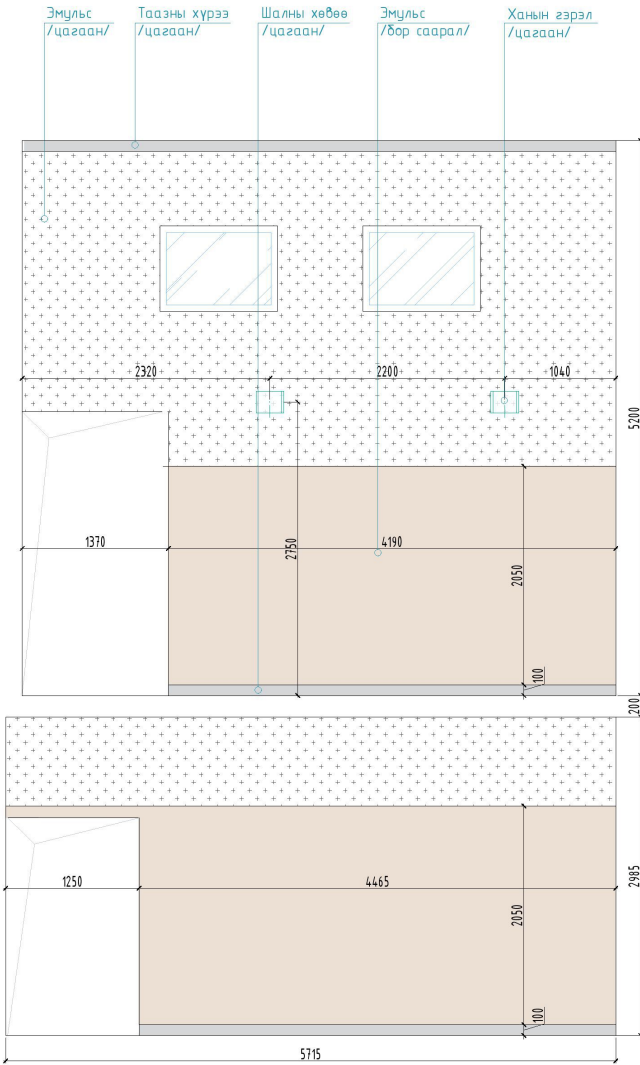 Эмульс
/цагаан/
Таазны хүрээ
/цагаан/
Шалны хөвөө
/цагаан/
Эмульс
/бор саарал/
Ханын гэрэл
/цагаан/
2320
2200
1040
5200
1370
2750
4190
2050
100
200
1250
4465
2050
2985
100
5715